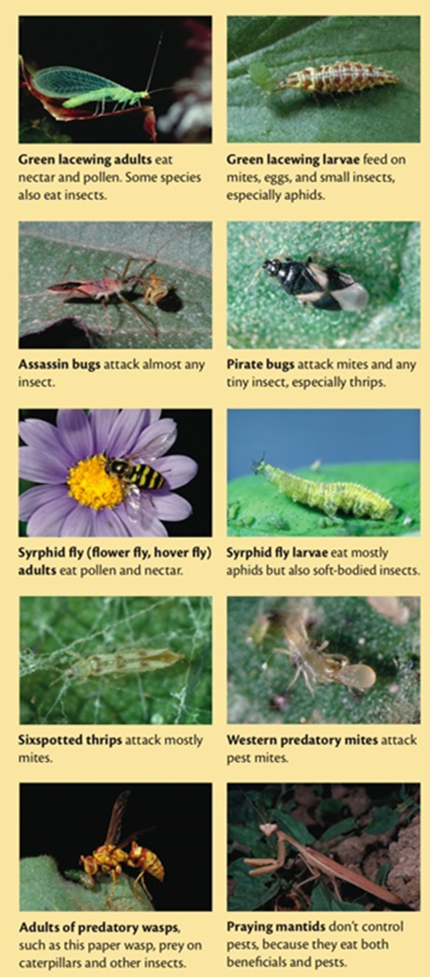 Green lacewing adults eat
nectar and pollen. Some species
also eat insects.
Green lacewing larvae feed on
mites, eggs, and small insects,
especially aphids.
Assassin bugs attack almost any
insect.
Pirate bugs attack mites and any
tiny insect, especially thrips.
Syrphid fly (flower fly, hover fly)
adults eat pollen and nectar.
Syrphid fly larvae eat mostly
aphids but also soft-bodied insects.
Sixspotted thrips attack mostly
mites.
Western predatory mites attack
pest mites.
Adults of predatory wasps,
such as this paper wasp, prey on
caterpillars and other insects.
Praying mantids don't control
pests, because they eat both
beneficials and pests.